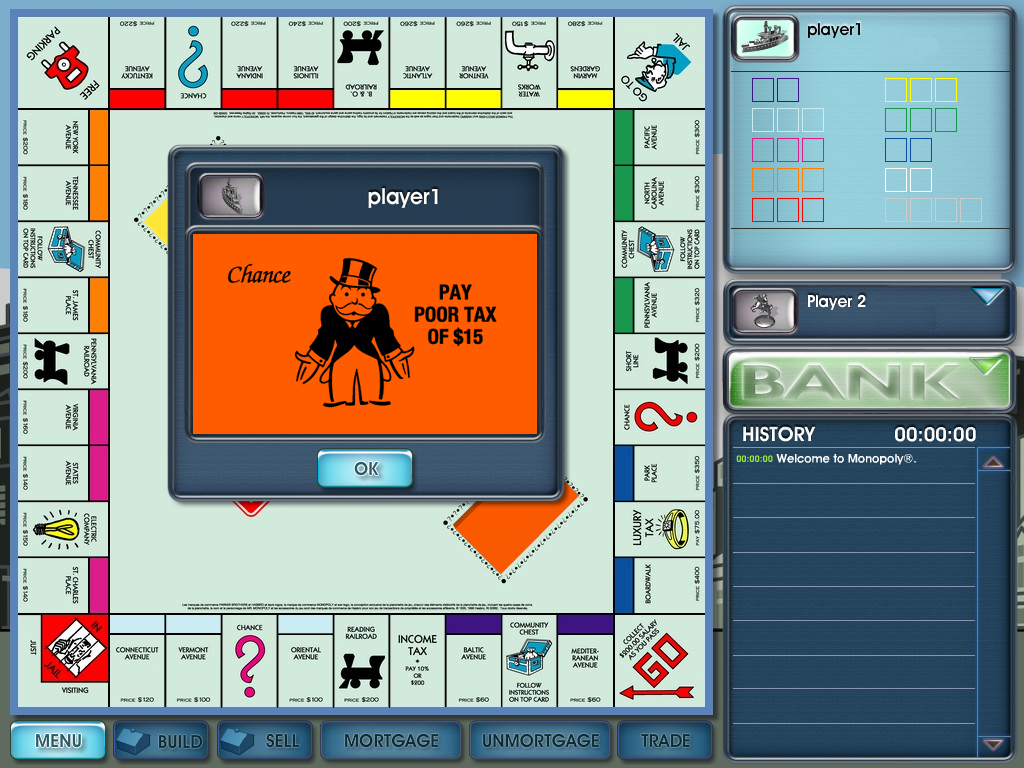 FREE
PARKING
PRICE $220
KENTUCKY
AVENUE
CHANCE
PRICE $220
INDIANA
AVENUE
PRICE $240
ILLINOIS
AVENUE
PRICE $200
B. & O.
RAILROAD
PRICE $260
ATLANTIC
AVENUE
PRICE $260
VENTNOR
AVENUE
PRICE $150
WATER
WORKS
PRICE $280
MARVIN
GARDENS
GO TO
JAIL
NEW YORK
AVENUE
PRICE $200
TENNESSEE
AVENUE
PRICE $180
COMMUNITY
CHEST
FOLLOW
INSTRUCTIONS
ON TOP CARD
ST. JAMES
PLACE
PRICE $180
PENNSYLVANIA
RAILROAD
PRICE $200
VIRGINIA
AVENUE
PRICE $160
STATES
AVENUE
PRICE $140
ELECTRIC
COMPANY
PRICE $150
ST. CHARLES
PLACE
PRICE $140
player1
Chance
PAY
POOR TAX
OF $15
OK
PACIFIC
AVENUE
PRICE $300
NORTH
CAROLINA
AVENUE
PRICE $300
COMMUNITY
CHEST
FOLLOW
INSTRUCTIONS
ON TOP CARD
PENNSYLVANIA
AVENUE
PRICE $320
SHORT
LINE
PRICE $200
CHANCE
PARK
PLACE
PRICE $350
LUXURY
TAX
PAY $75.00
BOARDWALK
PRICE $400
IN
JAIL
JUST
VISITING
CONNECTICUT
AVENUE
PRICE $120
VERMONT
AVENUE
PRICE $100
CHANCE
ORIENTAL
AVENUE
PRICE $100
READING
RAILROAD
PRICE $200
INCOME
TAX
PAY 10%
OR
$200
BALTIC
AVENUE
PRICE $60
COMMUNITY
CHEST
FOLLOW
INSTRUCTIONS
ON TOP CARD
MEDITER-
RANEAN
AVENUE
PRICE $60
COLLECT
$200.00 SALARY
AS YOU PASS
GO
MENU
BUILD
SELL
MORTGAGE
UNMORTGAGE
TRADE
player1
Player 2
BANK
HISTORY 00:00:00
00:00:00 Welcome to Monopoly®.